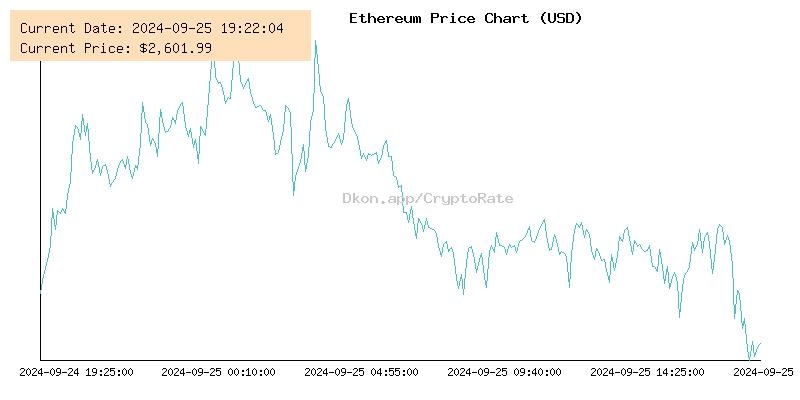 Ethereum Price Chart (USD)
Current Date: 2024-09-25 19:22:04
Current Price: $2,601.99
Dkon.app/CryptoRate
2024-09-24 19:25:00
2024-09-25 00:10:00
2024-09-25 04:55:00
2024-09-25 09:40:00
2024-09-25 14:25:00
2024-09-25